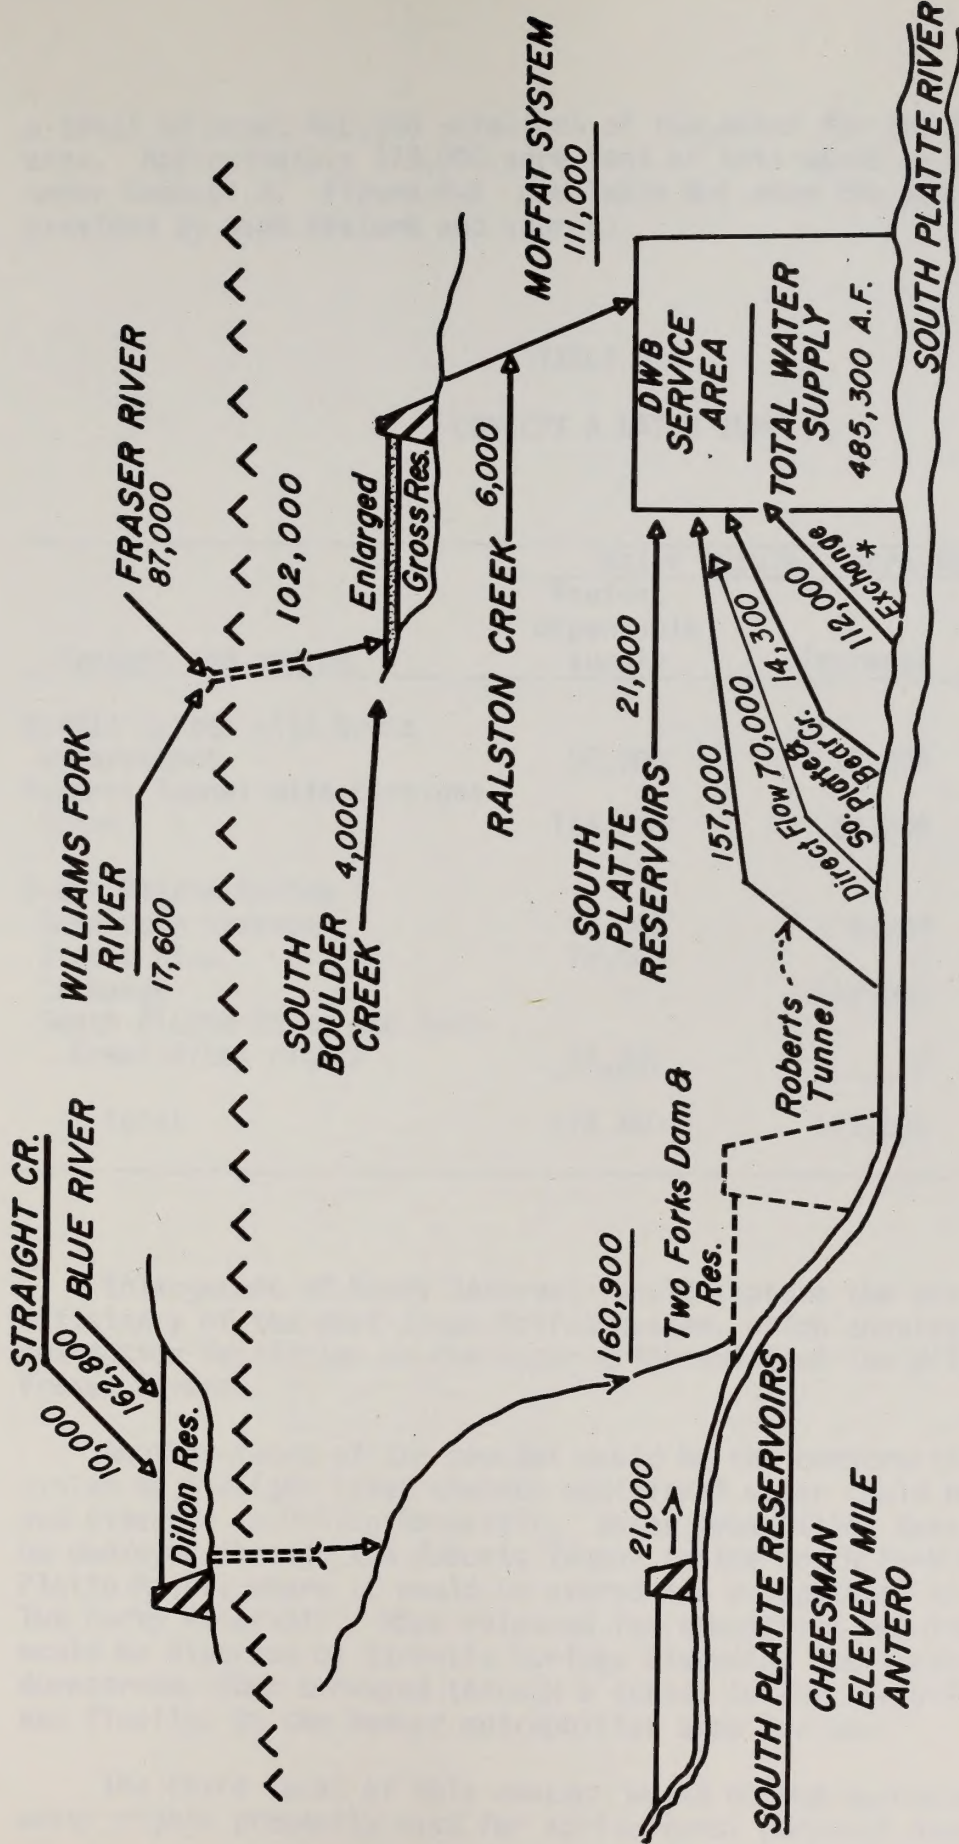 STRAIGHT CR.
10,000
BLUE RIVER
162,800
Dillon Res.
WILLIAMS FORK
RIVER
17,600
FRASER RIVER
87,000
102,000
SOUTH
BOULDER
CREEK
4,000
Enlarged
Gross Res.
RALSTON CREEK
6,000
MOFFAT SYSTEM
111,000
160,900
Two Forks Dam &
Res.
21,000
SOUTH PLATTE RESERVOIRS
CHEESMAN
ELEVEN MILE
ANTERO
Roberts
Tunnel
SOUTH
PLATTE
RESERVOIRS
21,000
157,000
Direct Flow 70,000
So. Platte &
Bear Cr. 14,300
112,000
Exchange
*
DWB
SERVICE
AREA
TOTAL WATER
SUPPLY
485,300 A.F.
SOUTH PLATTE RIVER